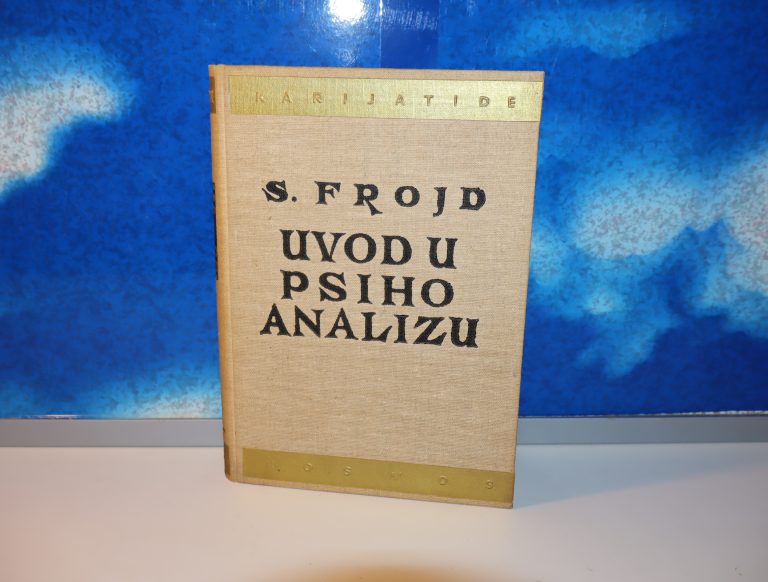 KARIJATIDE
S. FROJD
UVOD U
PSIHO
ANALIZU
KOSMOS